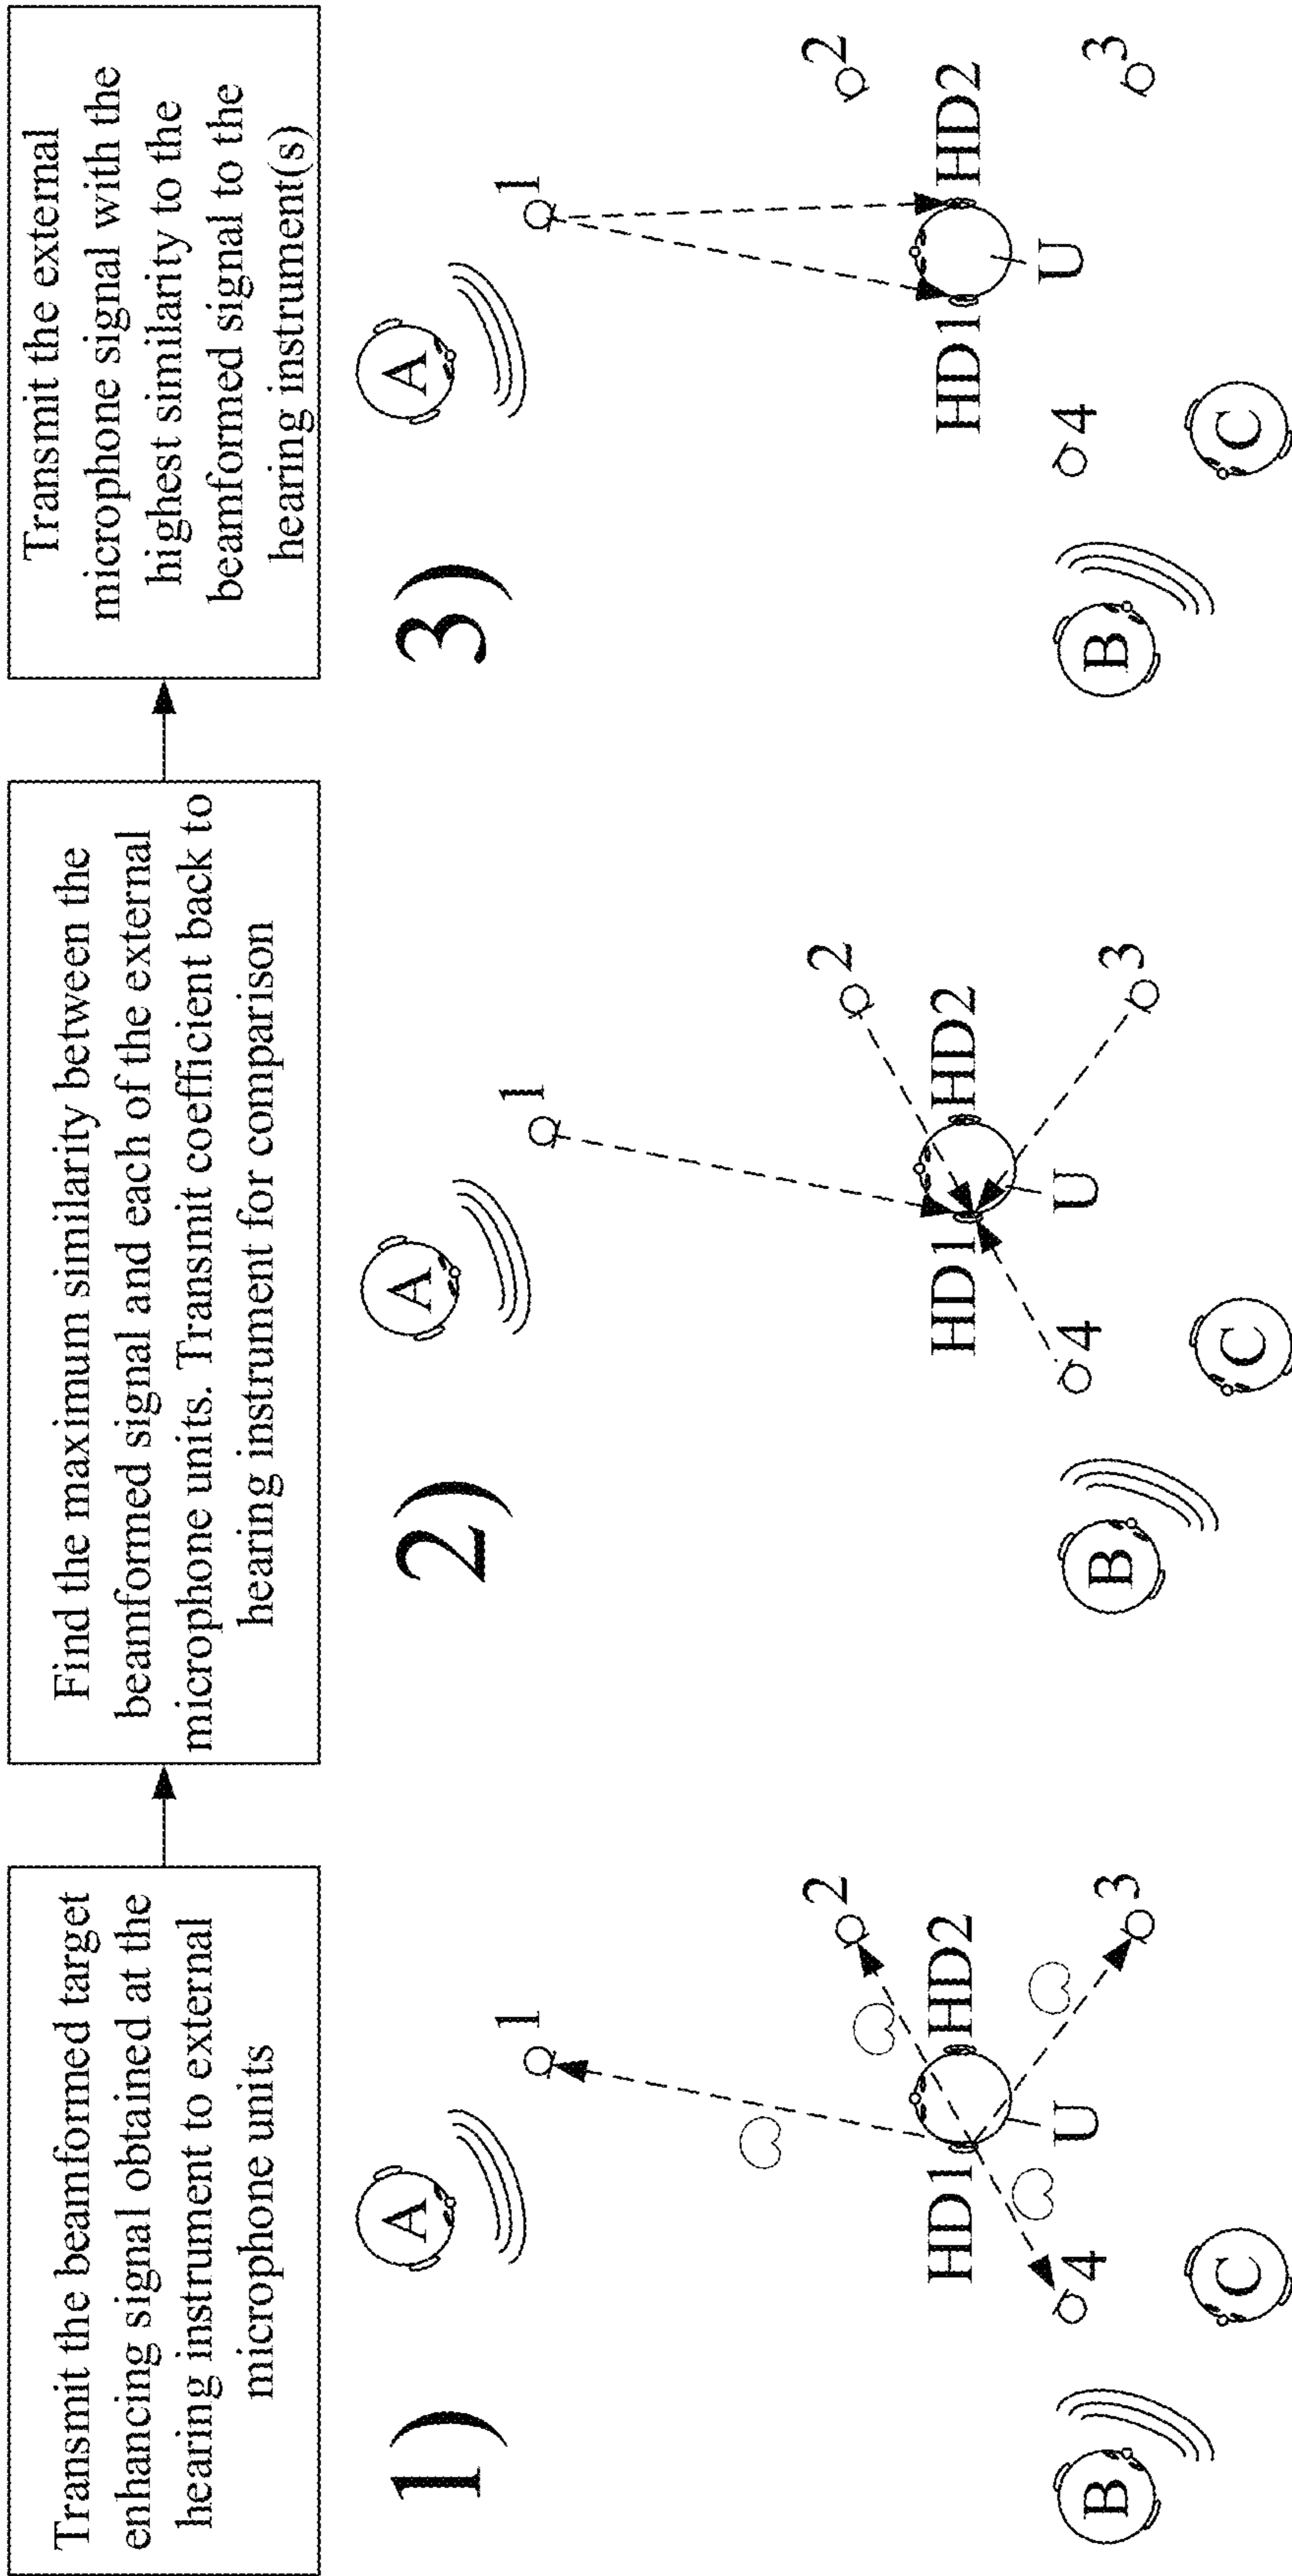 Transmit the beamformed target
enhancing signal obtained at the
hearing instrument to external
microphone units
Find the maximum similarity between the
beamformed signal and each of the external
microphone units. Transmit coefficient back to
hearing instrument for comparison
Transmit the external
microphone signal with the
highest similarity to the
beamformed signal to the
hearing instrument(s)
1)
A
1
2
HD1
HD2
U
3
4
B
C
2)
A
1
2
HD1
HD2
U
3
4
B
C
3)
A
1
2
HD1
HD2
U
3
4
B
C